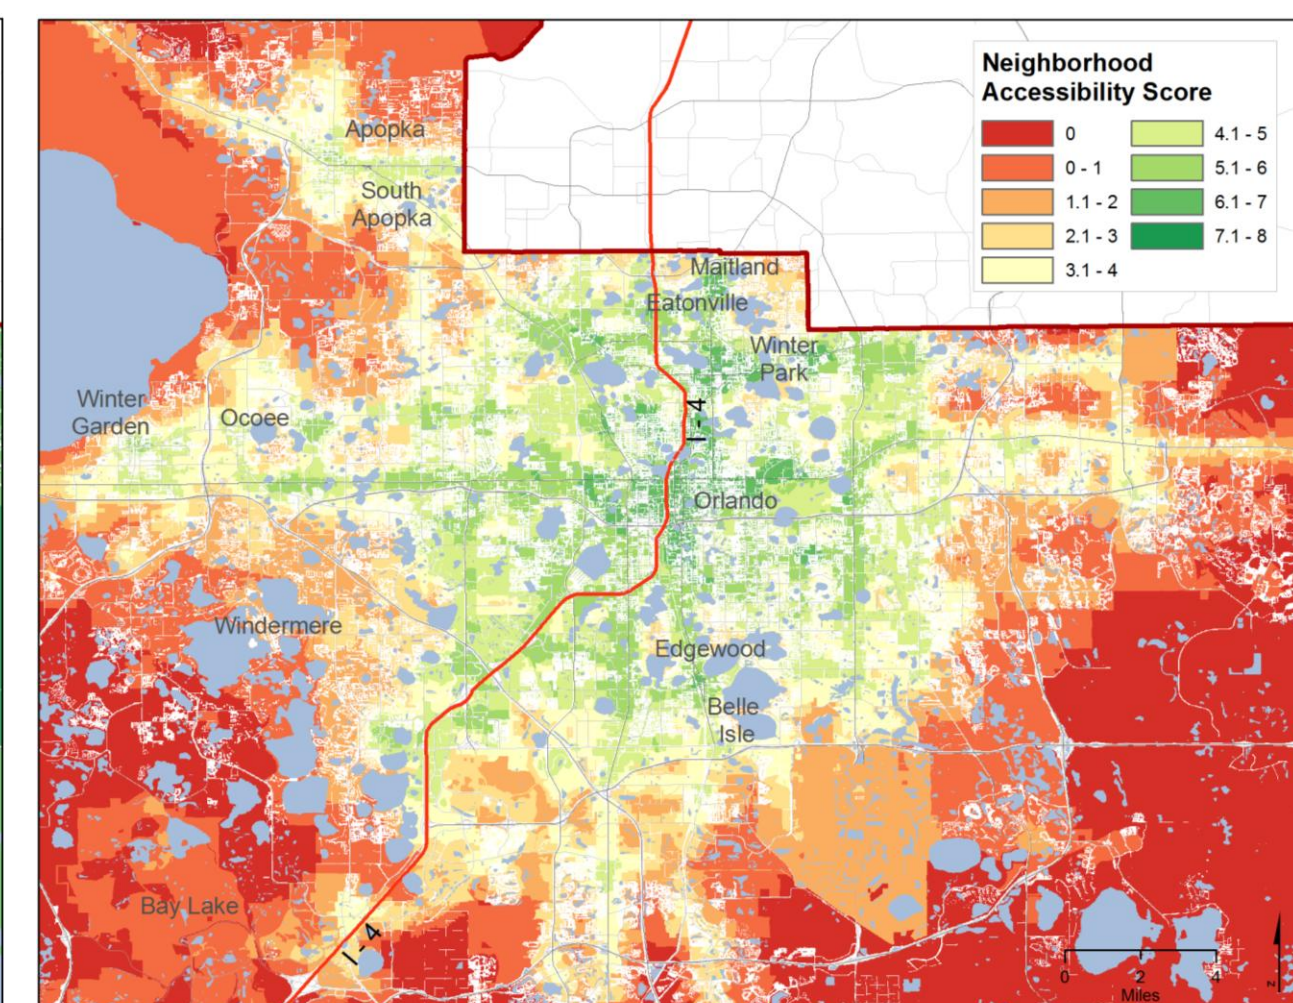 Neighborhood
Accessibility Score
0
0 - 1
1.1 - 2
2.1 - 3
3.1 - 4
4.1 - 5
5.1 - 6
6.1 - 7
7.1 - 8
Apopka
South
Apopka
Maitland
Eatonville
Winter
Park
Winter
Garden
Ocoee
I - 4
Orlando
Windermere
Edgewood
Belle
Isle
Bay Lake
I - 4
0 2 4
Miles
N